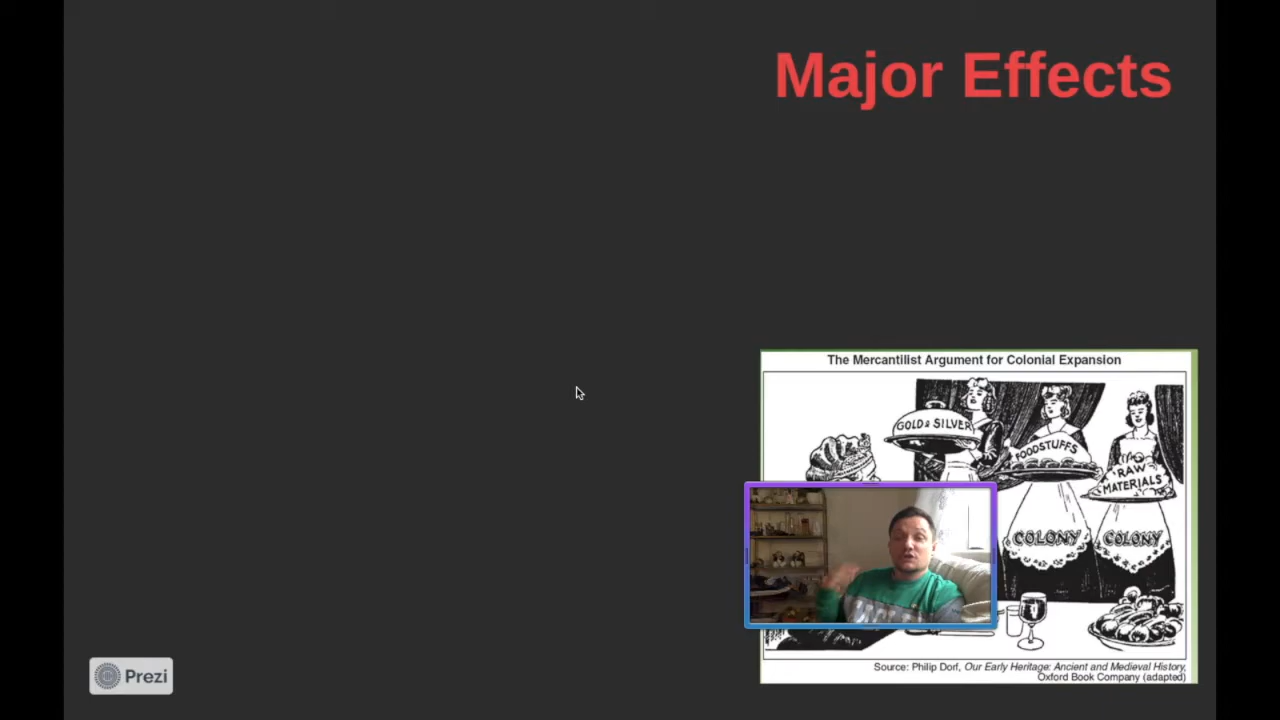 Major Effects
The Mercantilist Argument for Colonial Expansion
GOLD & SILVER
FOODSTUFFS
RAW
MATERIALS
COLONY
COLONY
Source: Philip Dorf, Our Early Heritage: Ancient and Medieval History,
Oxford Book Company (adapted)
Prezi